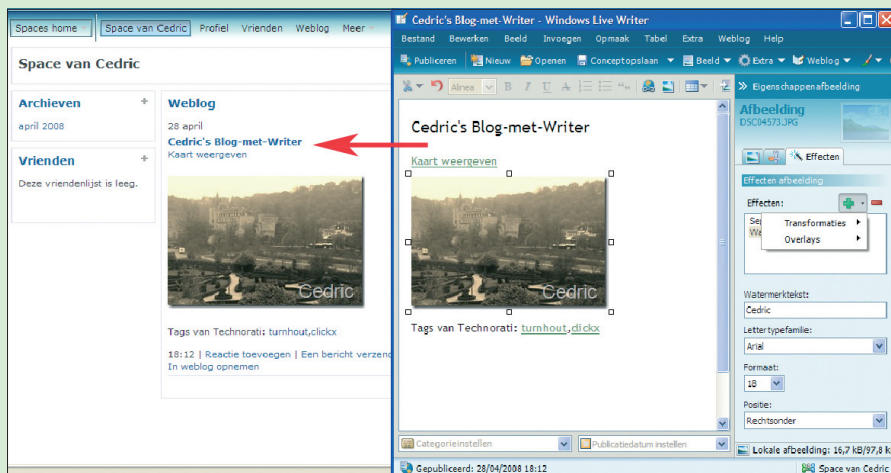 Spaces home
Space van Cedric Profiel Vrienden Weblog Meer
Space van Cedric
Archieven
april 2008
Vrienden
Deze vriendenlijst is leeg.
Weblog
28 april
Cedric's Blog-met-Writer
Kaart weergeven
Cedric
Tags van Technorati: turnhout,clickx
18:12 | Reactie toevoegen | Een bericht verzend
In weblog opnemen
Cedric's Blog-met-Writer - Windows Live Writer
Bestand Bewerken Beeld Invoegen Opmaak Tabel Extra Weblog Help
Publiceren Nieuw Openen Conceptopslaan Beeld Extra Weblog
Alinea B I U A
Cedric's Blog-met-Writer
Kaart weergeven
Cedric
Tags van Technorati: turnhout,clickx
Categorieinstellen Publicatiedatum instellen
Gepubliceerd: 28/04/2008 18:12
Eigenschappenafbeelding
Afbeelding
DSC04573.JPG
Effecten
Effecten afbeelding
Effecten:
Transformaties
Overlays
Watermerktekst:
Cedric
Lettertypefamilie:
Arial
Formaat:
18
Positie:
Rechtsonder
Lokale afbeelding: 16,7 kB/97,8 k
Space van Cedric